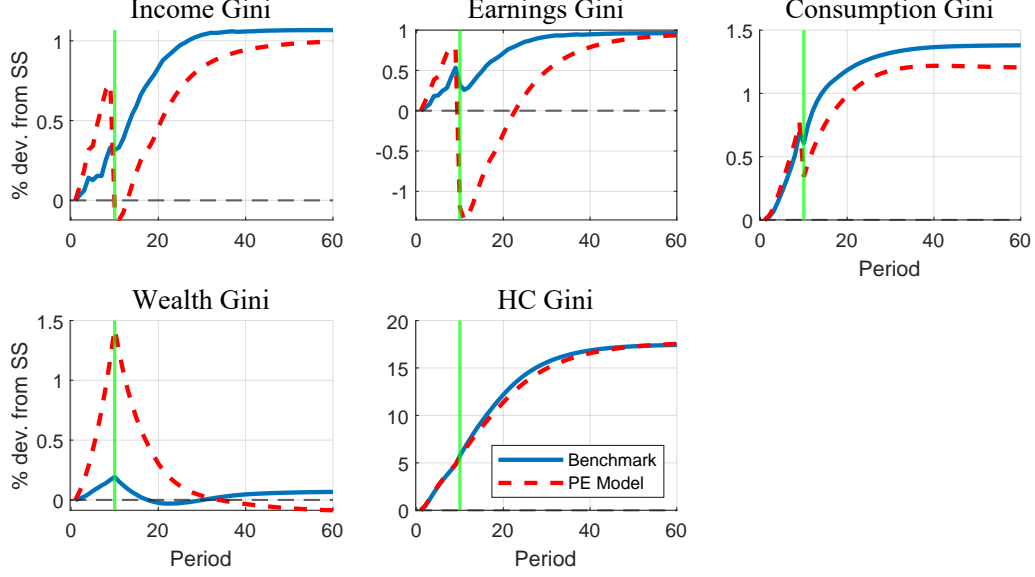 Income Gini
Earnings Gini
Consumption Gini
% dev. from SS
1
0.5
0
0 20 40 60
1
0.5
0
-0.5
-1
0 20 40 60
1.5
1
0.5
0
0 20 40 60
Period
Wealth Gini
HC Gini
% dev. from SS
1.5
1
0.5
0
0 20 40 60
Period
20
15
10
5
0
0 20 40 60
Period
Benchmark
PE Model